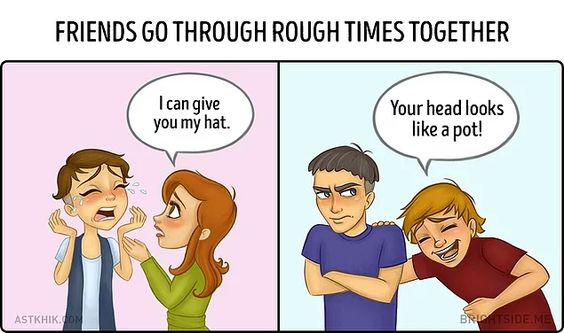 FRIENDS GO THROUGH ROUGH TIMES TOGETHER
I can give
you my hat.
Your head looks
like a pot!
ASTKHIK.COM
BRIGHTSIDE.ME